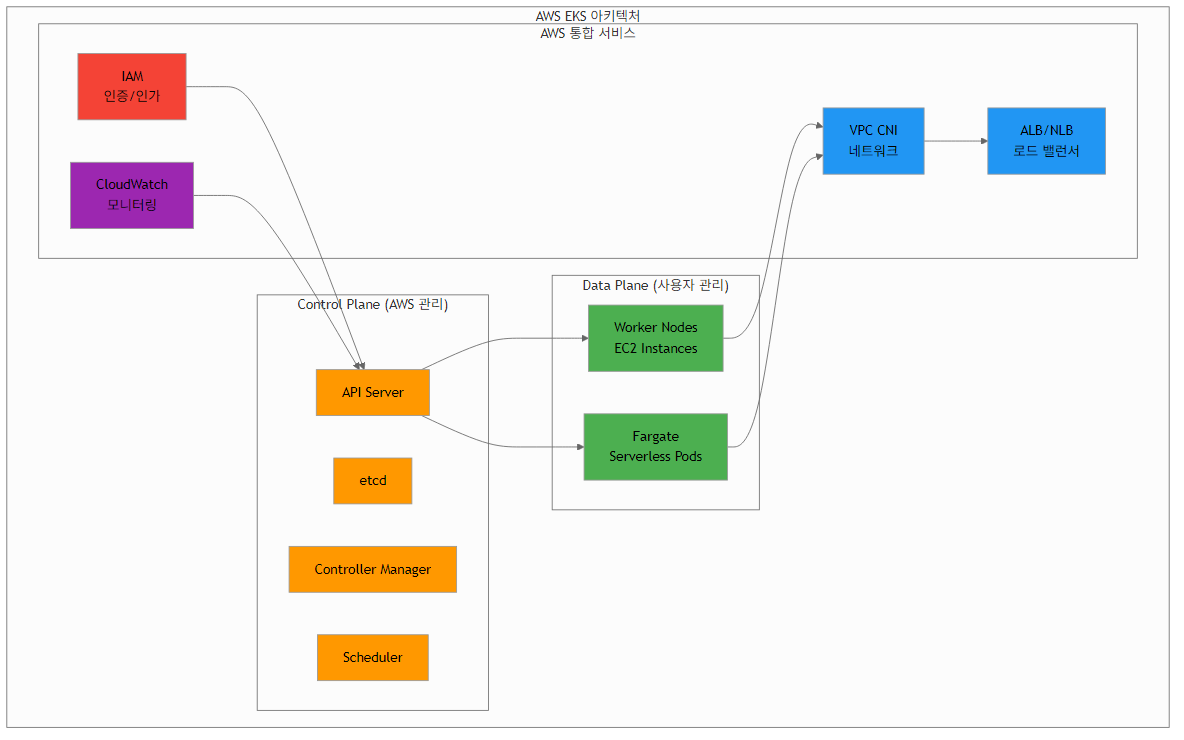 AWS EKS 아키텍처
AWS 통합 서비스
IAM
인증/인가
CloudWatch
모니터링
VPC CNI
네트워크
ALB/NLB
로드 밸런서
Control Plane (AWS 관리)
API Server
etcd
Controller Manager
Scheduler
Data Plane (사용자 관리)
Worker Nodes
EC2 Instances
Fargate
Serverless Pods